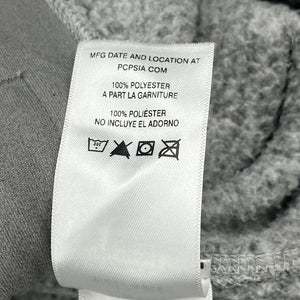 MFG DATE AND LOCATION AT
PCPSIA COM
100% POLYESTER
A PART LA GARNITURE
100% POLIÉSTER
NO INCLUYE EL ADORNO